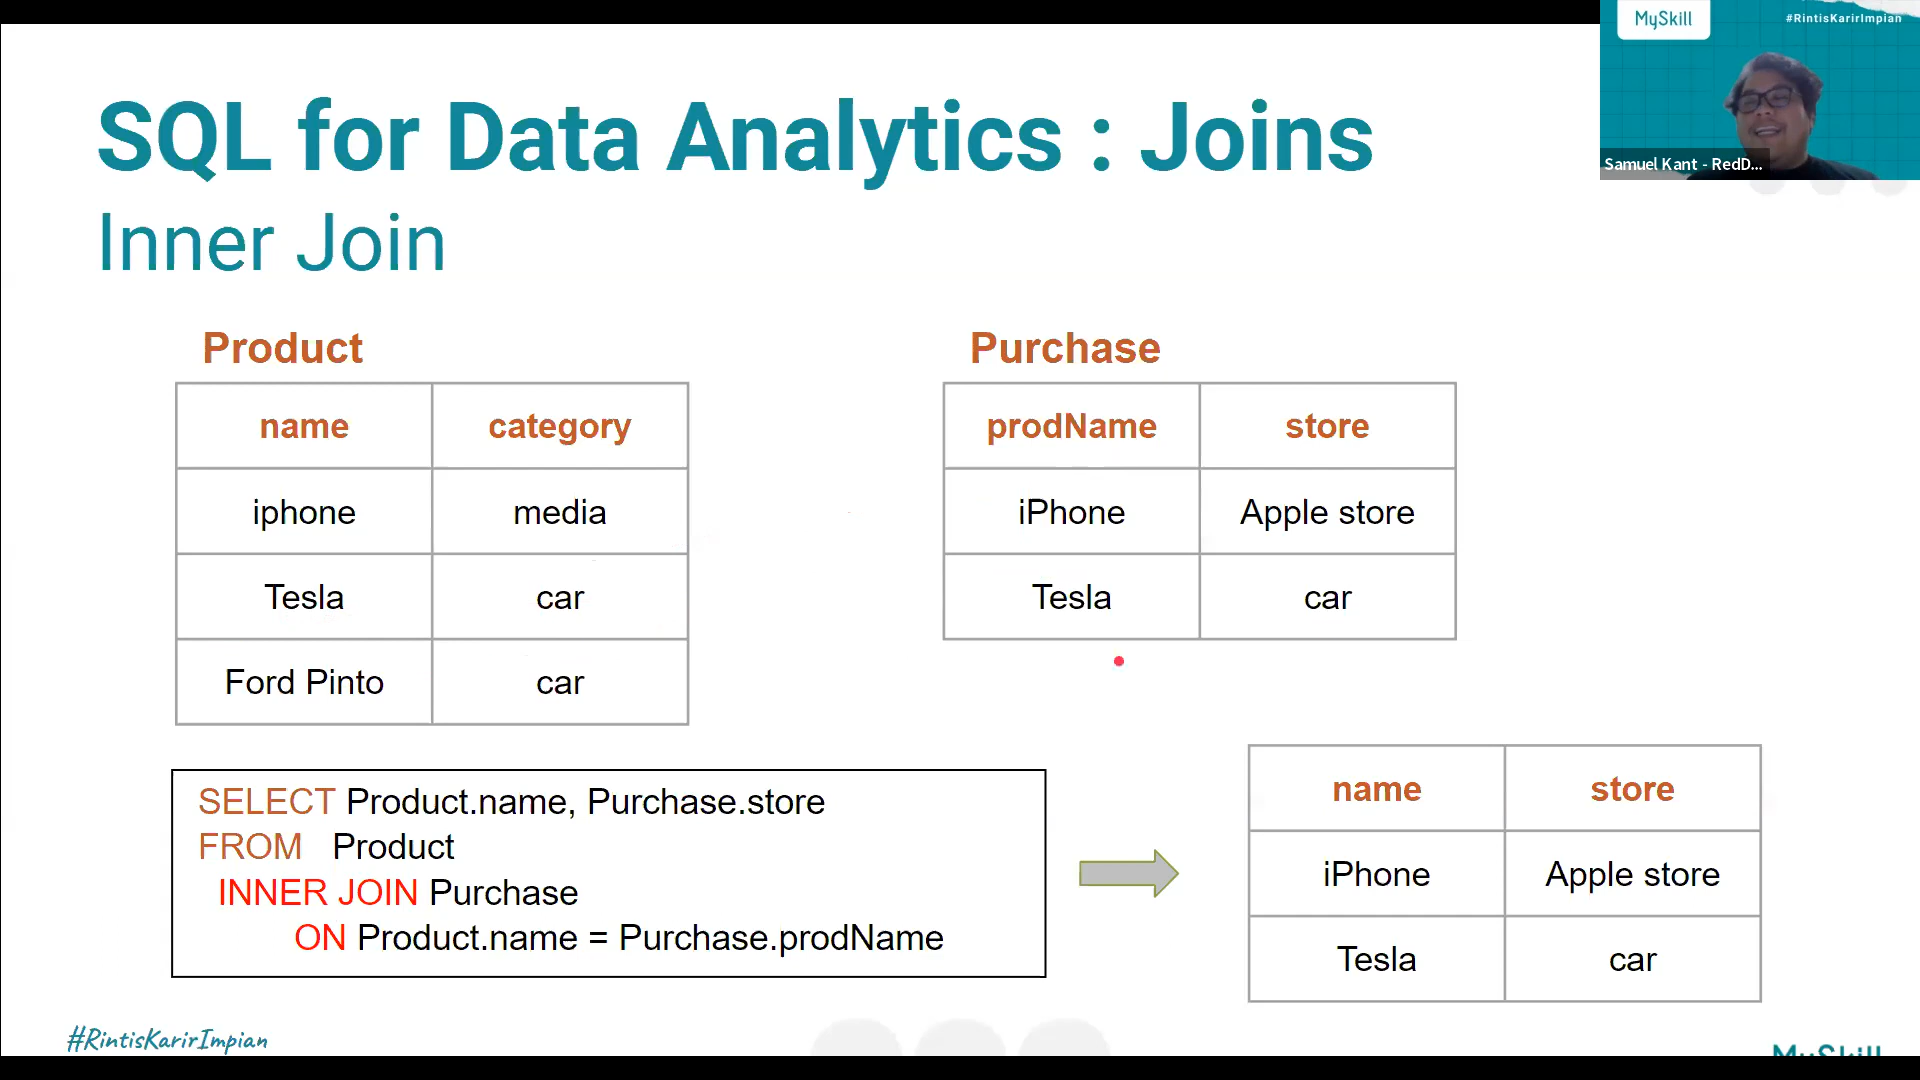 MySkill
#RintisKarirImpian
Samuel Kant - RedD...
SQL for Data Analytics : Joins
Inner Join
Product
name category
iphone media
Tesla car
Ford Pinto car
Purchase
prodName store
iPhone Apple store
Tesla car
SELECT Product.name, Purchase.store
FROM Product
INNER JOIN Purchase
ON Product.name = Purchase.prodName
name store
iPhone Apple store
Tesla car
#RintisKarirImpian
MySkill